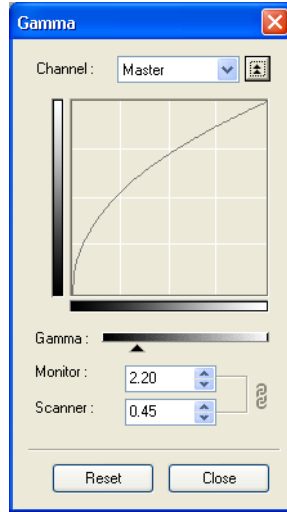 Gamma
Channel : Master
Gamma :
Monitor : 2.20
Scanner : 0.45
Reset Close